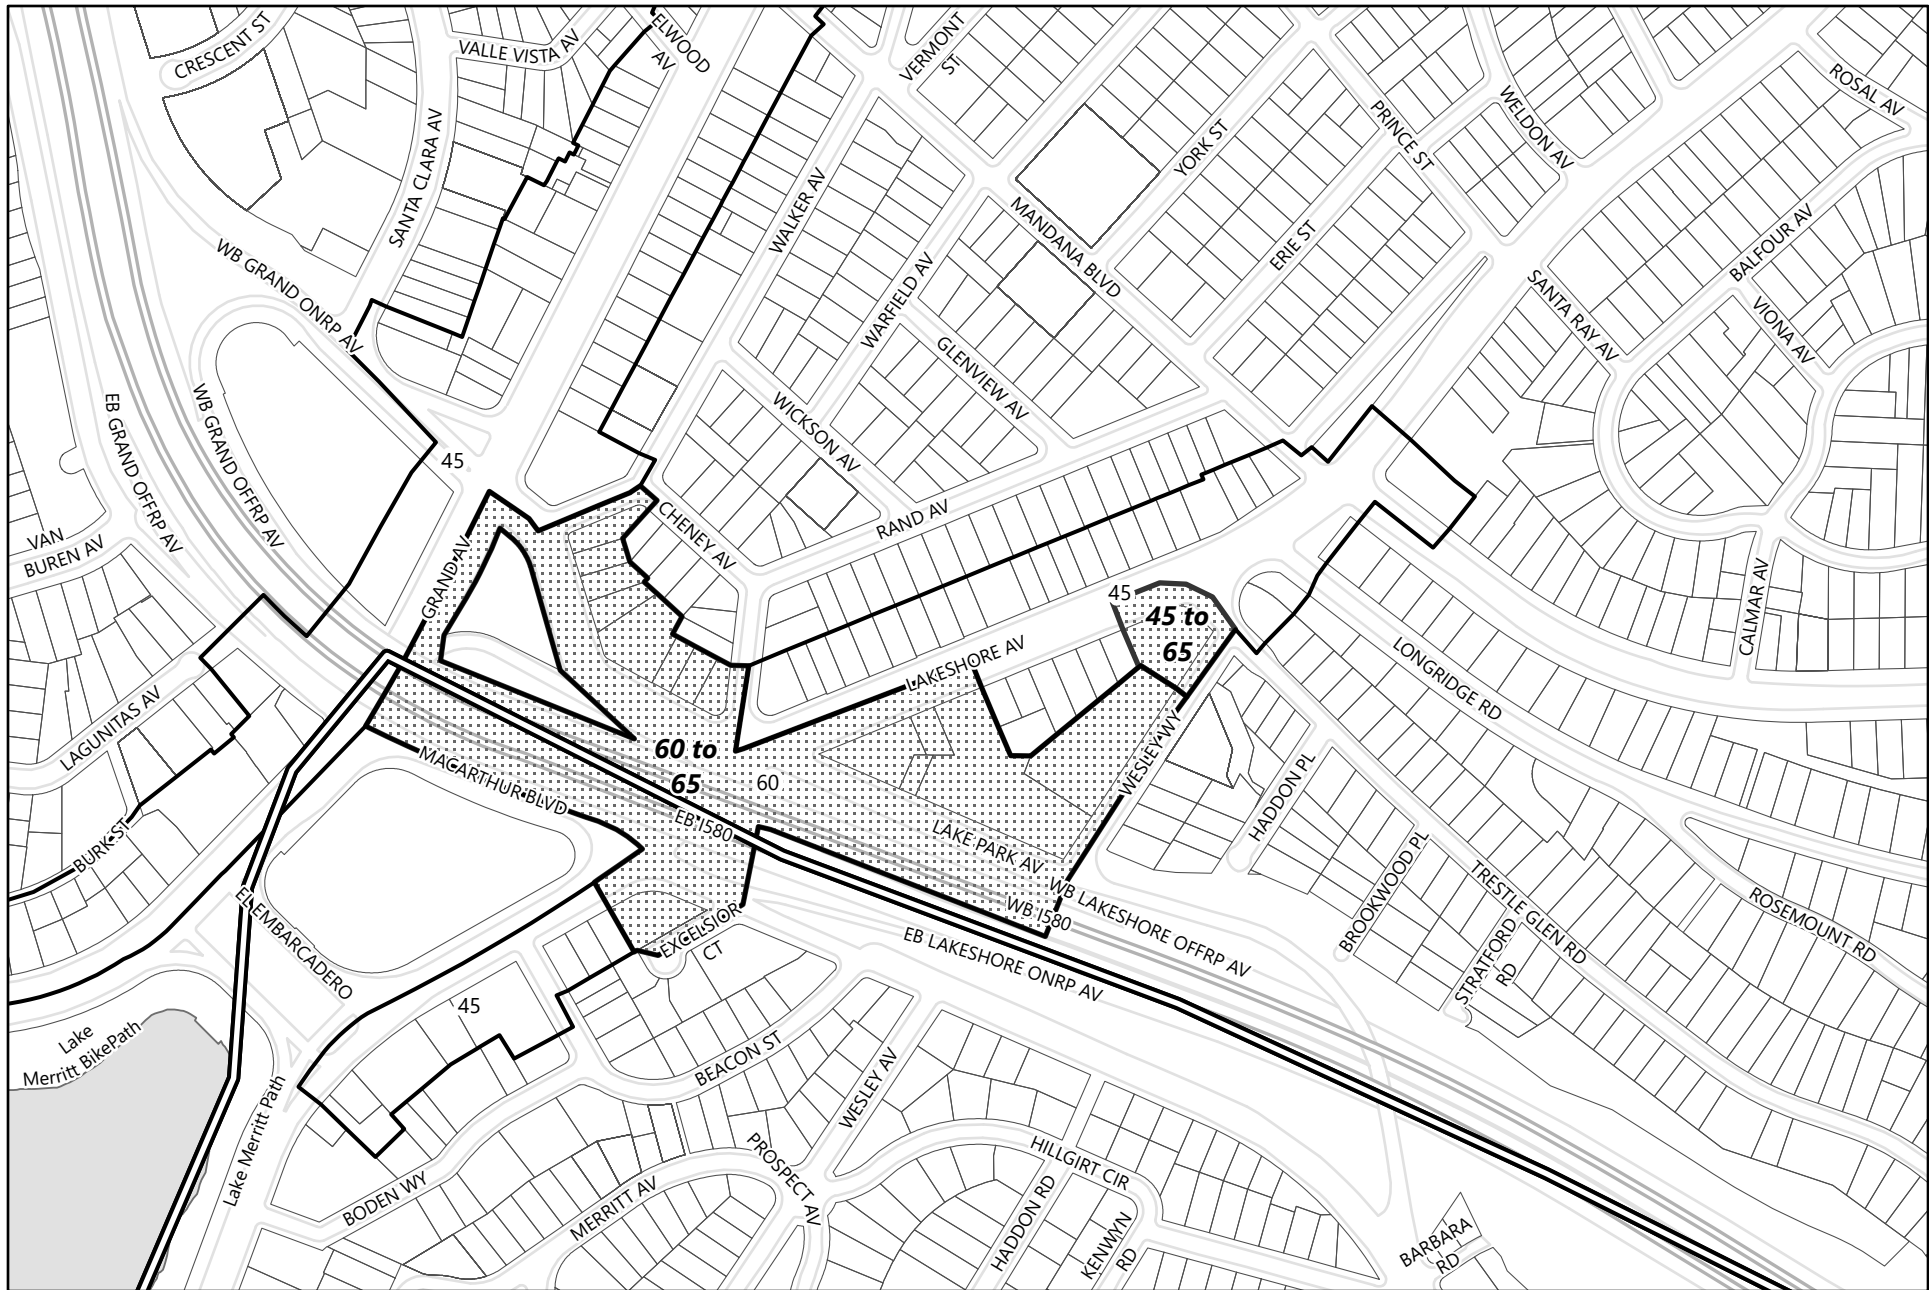 CRESCENT ST
VALLE VISTA AV
ELWOOD
AV
VERMONT
ST
ROSAL AV
SANTA CLARA AV
WALKER AV
YORK ST
PRINCE ST
WELDON AV
WB GRAND ONRP AV
MANDANA BLVD
ERIE ST
BALFOUR AV
WARFIELD AV
SANTA RAY AV
VIONA AV
GLENVIEW AV
EB GRAND OFFRP AV
WB GRAND OFFRP AV
WICKSON AV
45
RAND AV
VAN
BUREN AV
GRAND AV
CHENEY AV
45
45 to
65
CALMAR AV
LAKESHORE AV
LONGRIDGE RD
LAGUNITAS AV
60 to
65
60
MACARTHUR BLVD
EB I580
WESLEY WY
HADDON PL
BURK ST
LAKE PARK AV
WB LAKESHORE OFFRP AV
WB I580
BROOKWOOD PL
TRESTLE GLEN RD
ROSEMOUNT RD
EL EMBARCADERO
EXCELSIOR
CT
EB LAKESHORE ONRP AV
STRATFORD
RD
45
Lake
Merritt BikePath
BEACON ST
WESLEY AV
Lake Merritt Path
PROSPECT AV
HILLGIRT CIR
BODEN WY
MERRITT AV
HADDON RD
KENWYN
RD
BARBARA
RD